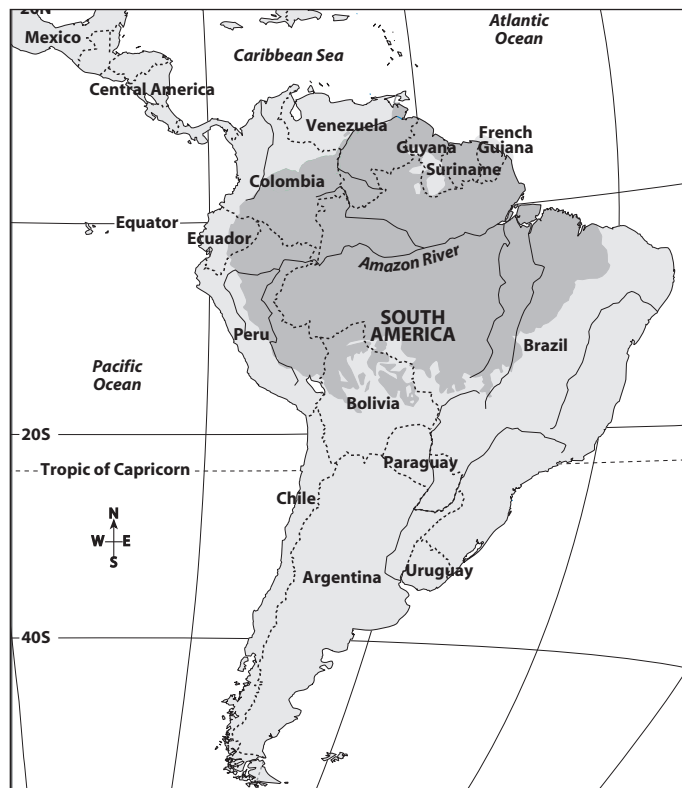 20N
Mexico
Atlantic
Ocean
Caribbean Sea
Central America
Venezuela
Guyana
French
Guiana
Suriname
Colombia
Equator
Ecuador
Amazon River
SOUTH
AMERICA
Peru
Brazil
Pacific
Ocean
Bolivia
20S
Tropic of Capricorn
Paraguay
Chile
N
W E
S
Argentina
Uruguay
40S